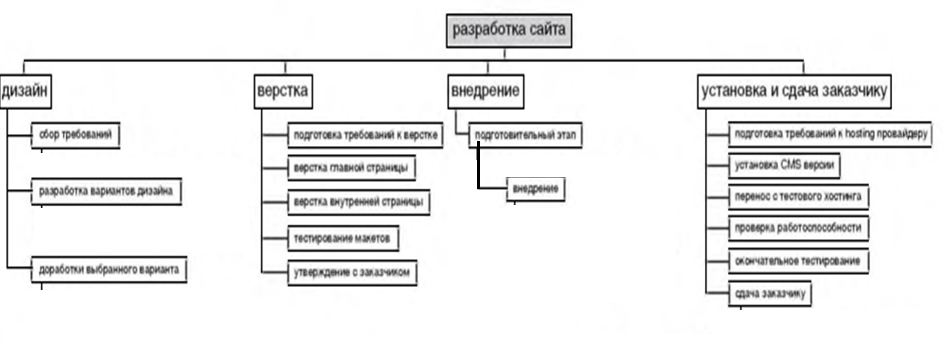 разработка сайта
дизайн
сбор требований
разработка вариантов дизайна
доработки выбранного варианта
верстка
подготовка требований к верстке
верстка главной страницы
верстка внутренней страницы
тестирование макетов
утверждение с заказчиком
внедрение
подготовительный этап
внедрение
установка и сдача заказчику
подготовка требований к hosting провайдеру
установка CMS версии
перенос с тестового хостинга
проверка работоспособности
окончательное тестирование
сдача заказчику